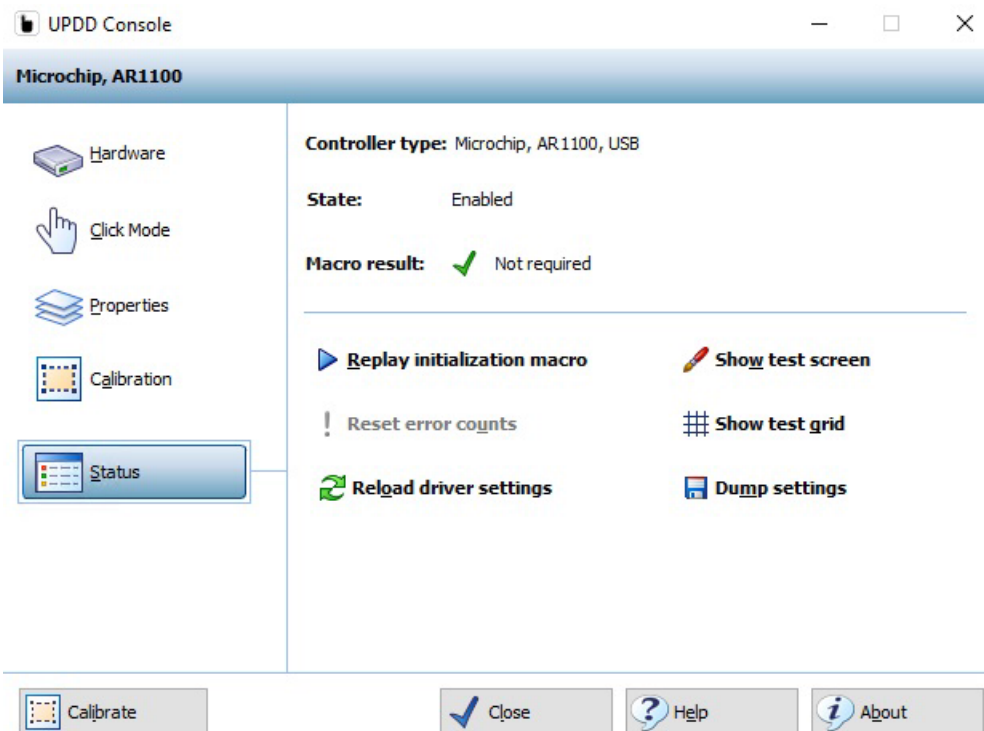 UPDD Console
Microchip, AR1100
Hardware
Click Mode
Properties
Calibration
Status
Controller type: Microchip, AR1100, USB
State: Enabled
Macro result: Not required
Replay initialization macro
Show test screen
Reset error counts
Show test grid
Reload driver settings
Dump settings
Calibrate
Close
Help
About